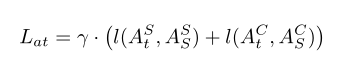 $L_{at} = \gamma \cdot \left( l(A_t^S, A_S^S) + l(A_t^C, A_S^C) \right)$